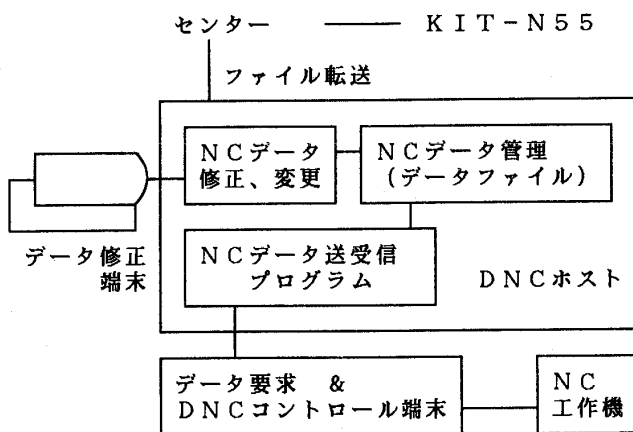 センター ―― KIT-N55
ファイル転送
NCデータ
修正、変更
NCデータ管理
(データファイル)
データ修正
端末
NCデータ送受信
プログラム
DNCホスト
データ要求 &
DNCコントロール端末
NC
工作機